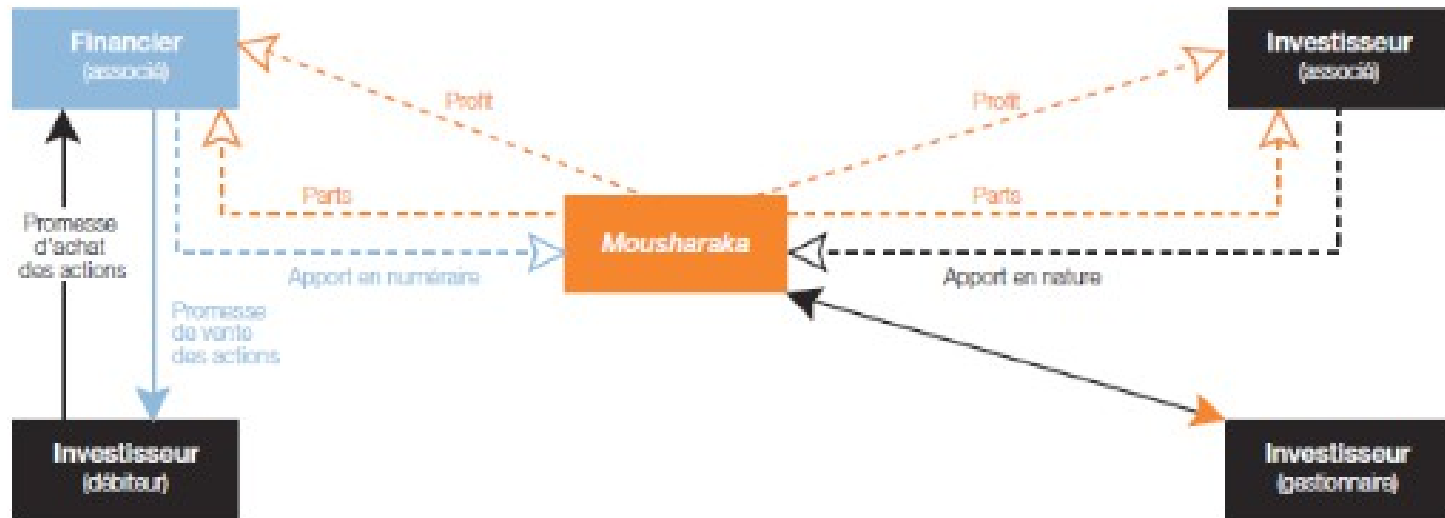 Financier
(associé)
Investisseur
(associé)
Profit
Profit
Parts
Parts
Mousharaka
Promesse
d'achat
des actions
Apport en numéraire
Apport en nature
Promesse
de vente
des actions
Investisseur
(débiteur)
Investisseur
(gestionnaire)